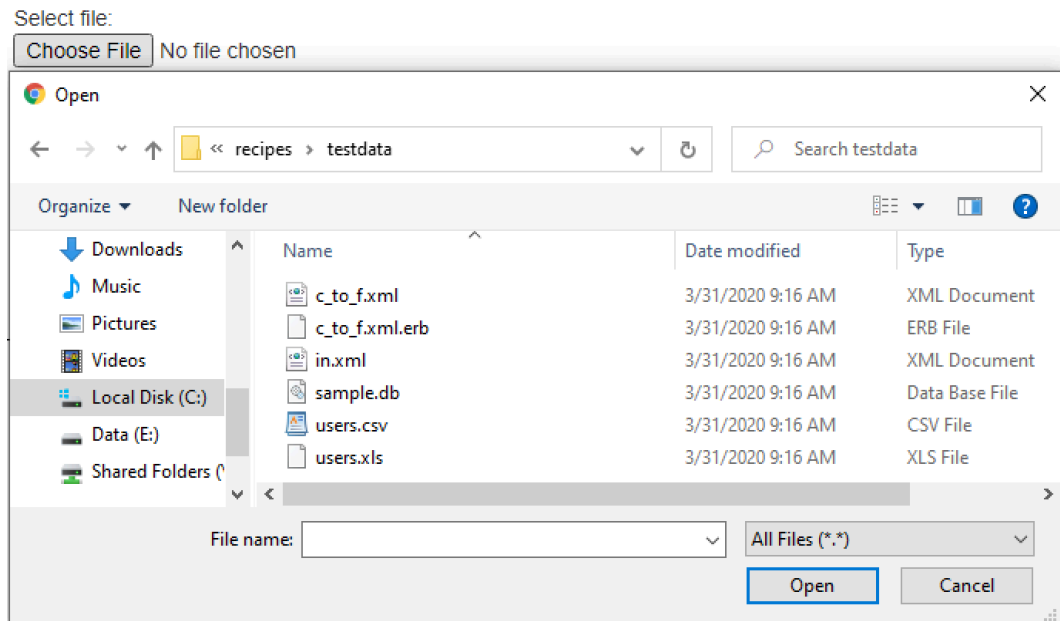 Select file:
Choose File No file chosen
Open
« recipes › testdata
Search testdata
Organize New folder
Downloads
Music
Pictures
Videos
Local Disk (C:)
Data (E:)
Shared Folders (
Name Date modified Type
c_to_f.xml 3/31/2020 9:16 AM XML Document
c_to_f.xml.erb 3/31/2020 9:16 AM ERB File
in.xml 3/31/2020 9:16 AM XML Document
sample.db 3/31/2020 9:16 AM Data Base File
users.csv 3/31/2020 9:16 AM CSV File
users.xls 3/31/2020 9:16 AM XLS File
File name:
All Files (*.*)
Open Cancel